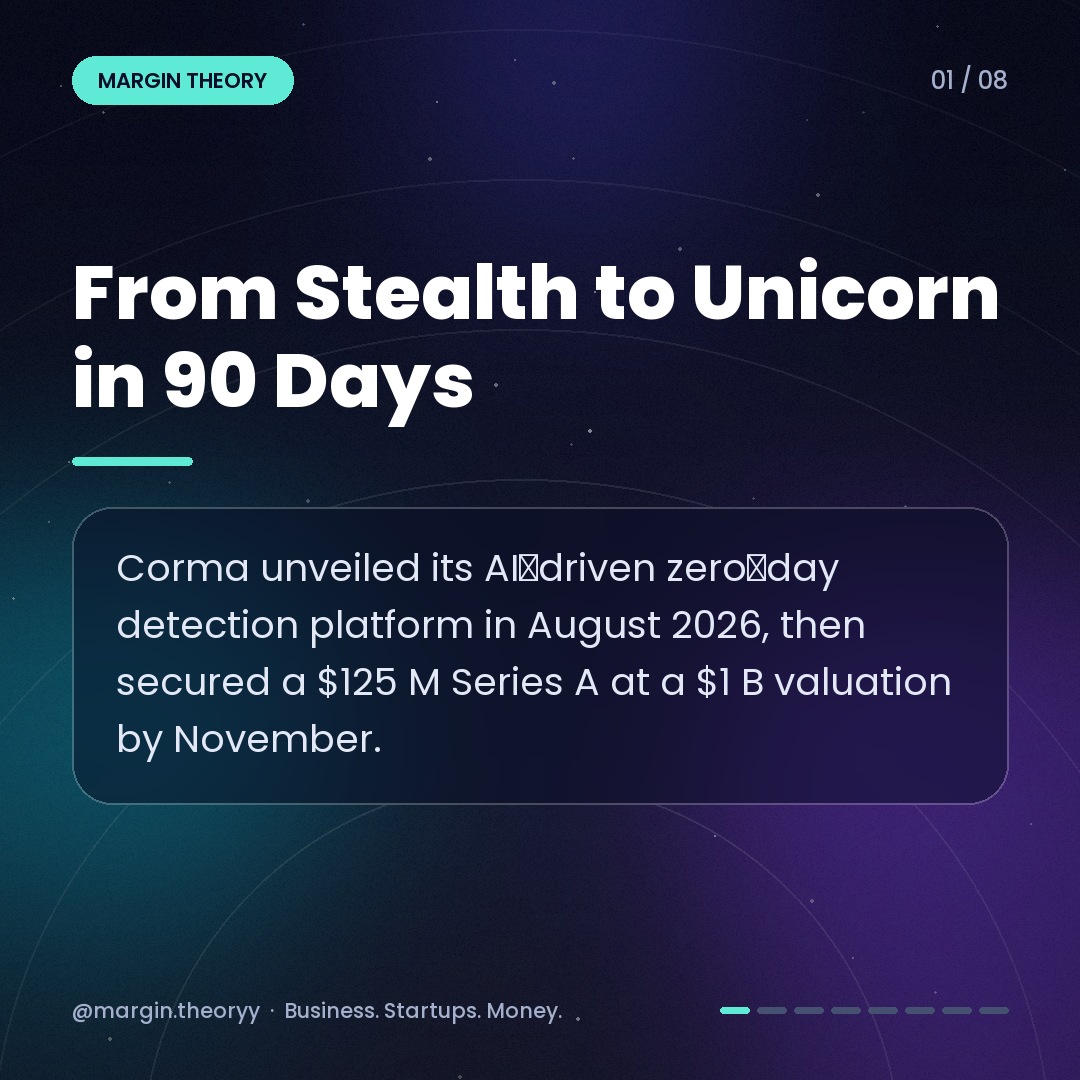 MARGIN THEORY
01 / 08
From Stealth to Unicorn
in 90 Days
Corma unveiled its AI☒driven zero☒day
detection platform in August 2026, then
secured a $125 M Series A at a $1 B valuation
by November.
@margin.theoryy · Business. Startups. Money.